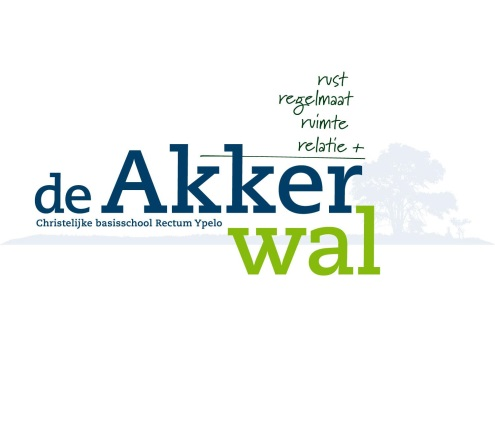 rust
regelmaat
ruimte
relatie +
de Akker
Christelijke basisschool Rectum Ypelo
wal